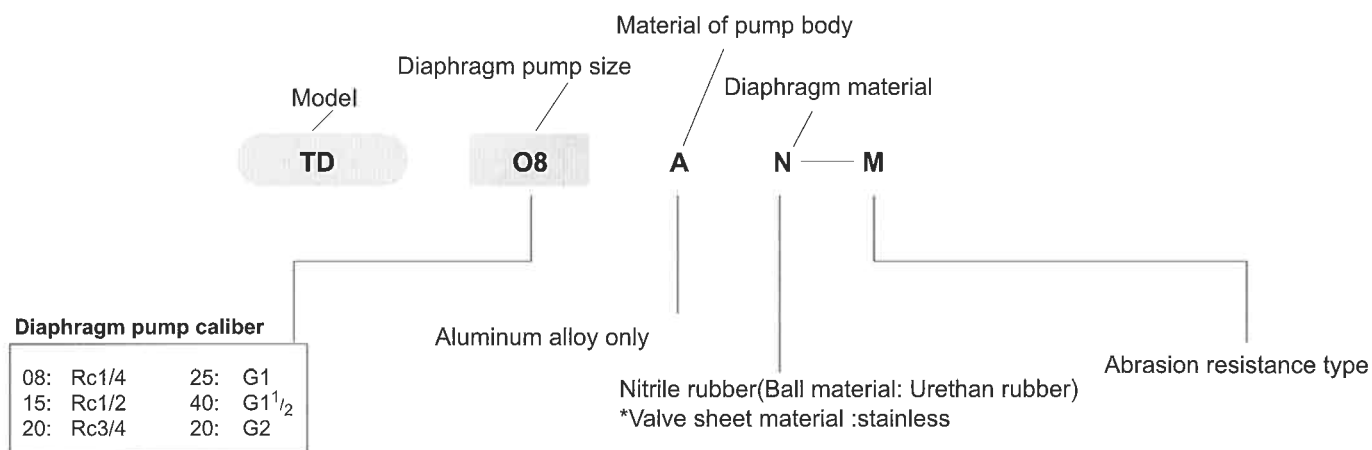 Material of pump body
Diaphragm pump size
Diaphragm material
Model
TD O8 A N M
Diaphragm pump caliber
08: Rc1/4 25: G1
15: Rc1/2 40: G1 1/2
20: Rc3/4 20: G2
Aluminum alloy only
Nitrile rubber(Ball material: Urethan rubber)
*Valve sheet material :stainless
Abrasion resistance type